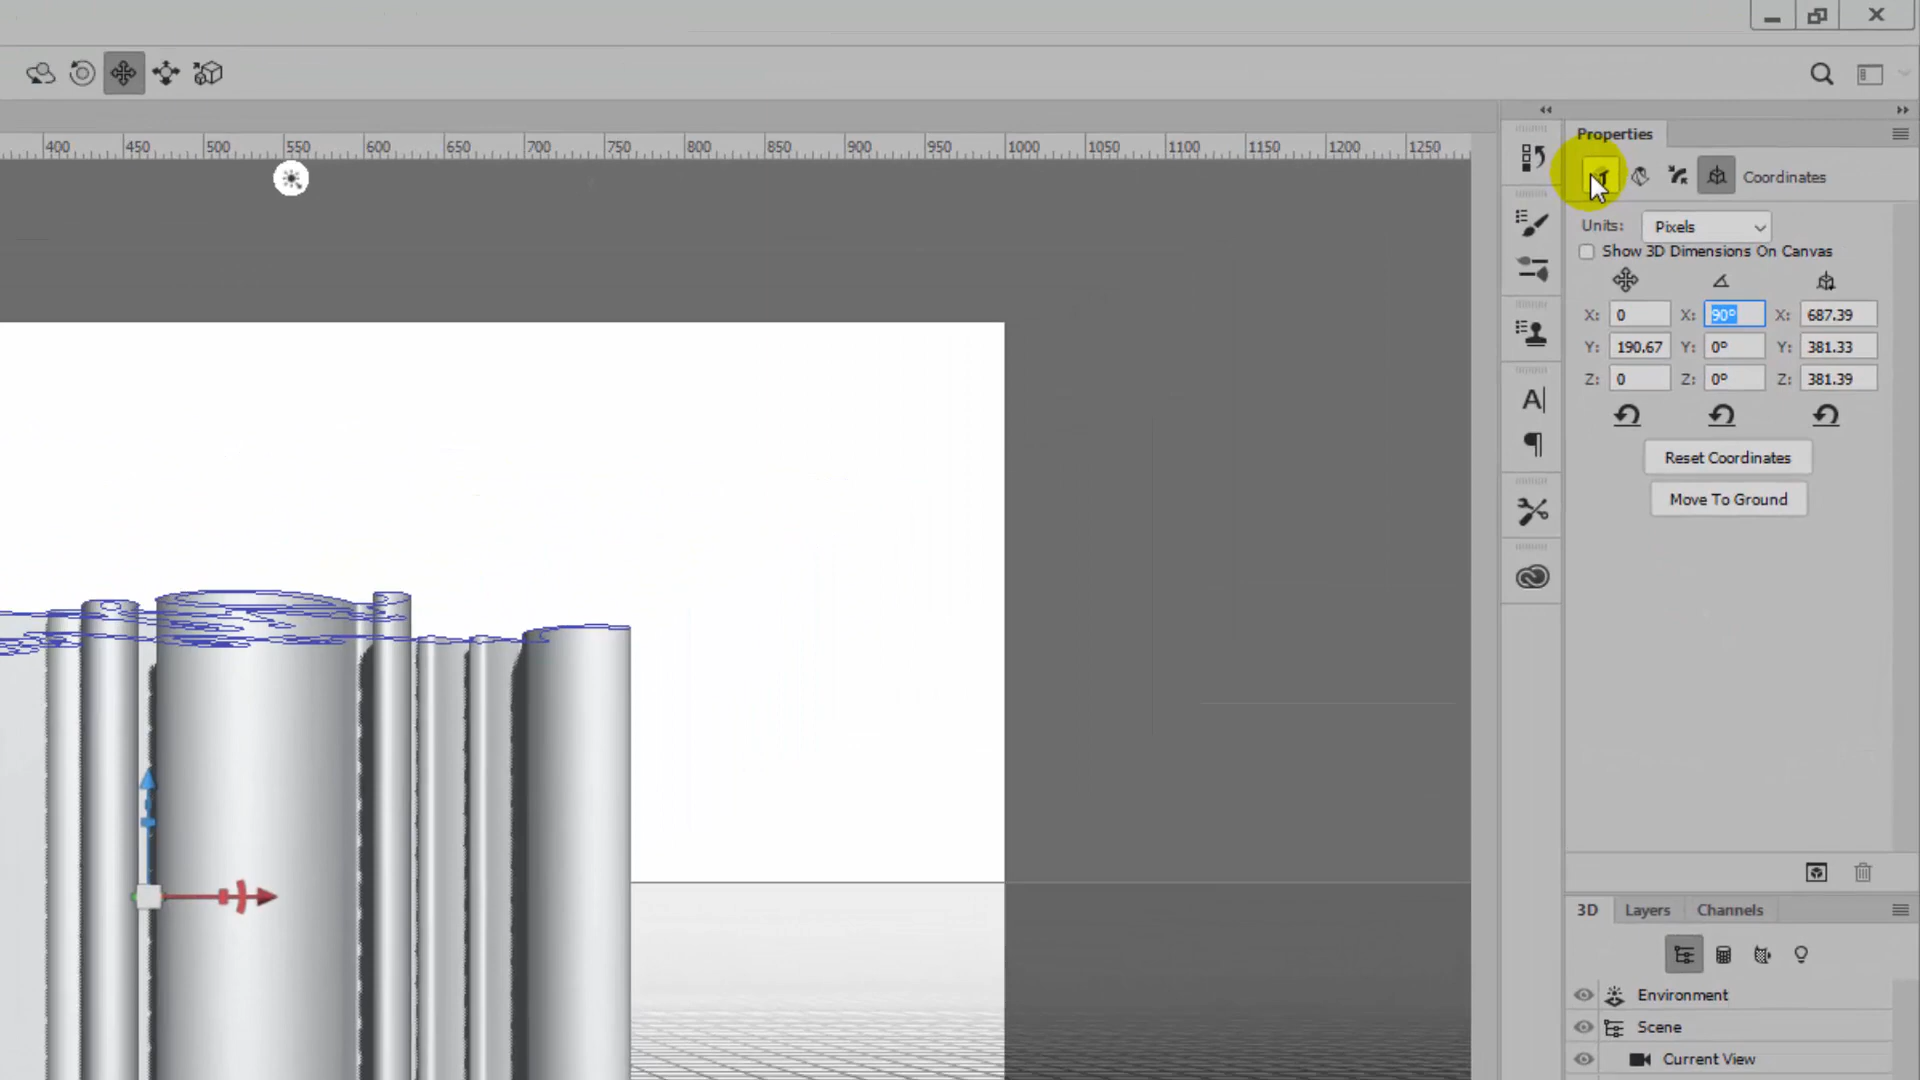 400 450 500 550 600 650 700 750 800 850 900 950 1000 1050 1100 1150 1200 1250
Properties
Coordinates
Units: Pixels
Show 3D Dimensions On Canvas
X: 0 X: 90° X: 687.39
Y: 190.67 Y: 0° Y: 381.33
Z: 0 Z: 0° Z: 381.39
Reset Coordinates
Move To Ground
3D Layers Channels
Environment
Scene
Current View